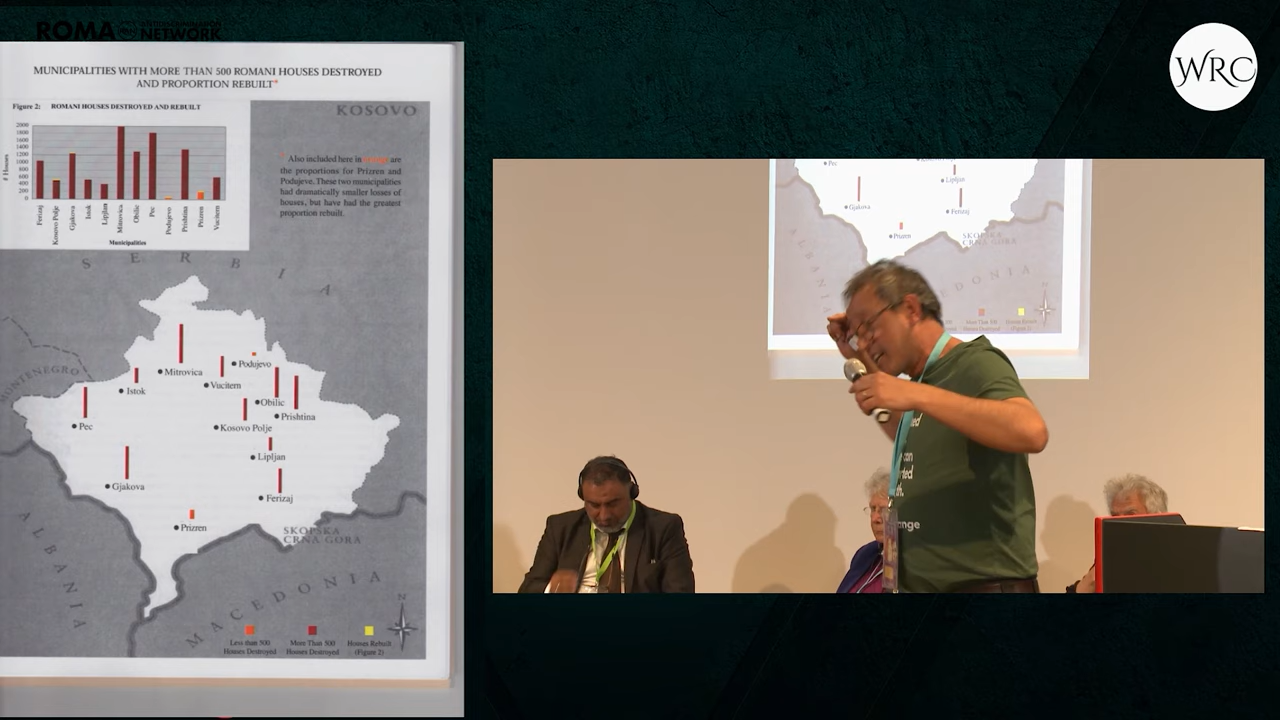 ROMA NETWORK
MUNICIPALITIES WITH MORE THAN 500 ROMANI HOUSES DESTROYED
AND PROPORTION REBUILT*
Figure 2: ROMANI HOUSES DESTROYED AND REBUILT
KOSOVO
2000
1800
1600
1400
1200
1000
800
600
400
200
0
# Houses
Ferizaj
Kosovo Polje
Gjakova
Istok
Lipljan
Mitrovica
Obilic
Pec
Podujevo
Prishtina
Prizren
Vucitern
Municipalities
* Also included here in are
the proportions for Prizren and
Podujeve. These two municipalities
had dramatically smaller losses of
houses, but have had the greatest
proportion rebuilt.
SERBIA
MONTENEGRO
Podujevo
Mitrovica
Vucitern
Istok
Obilic
Prishtina
Pec
Kosovo Polje
Lipljan
Gjakova
Ferizaj
Prizren
SKOPSKA
CRNA GORA
ALBANIA
MACEDONIA
N
Less than 500
Houses Destroyed
More Than 500
Houses Destroyed
Houses Rebuilt
(Figure 2)
WRC
Pec
Lipljan
Gjakova
Ferizaj
Prizren
SKOPSKA
CRNA GORA
can
ange